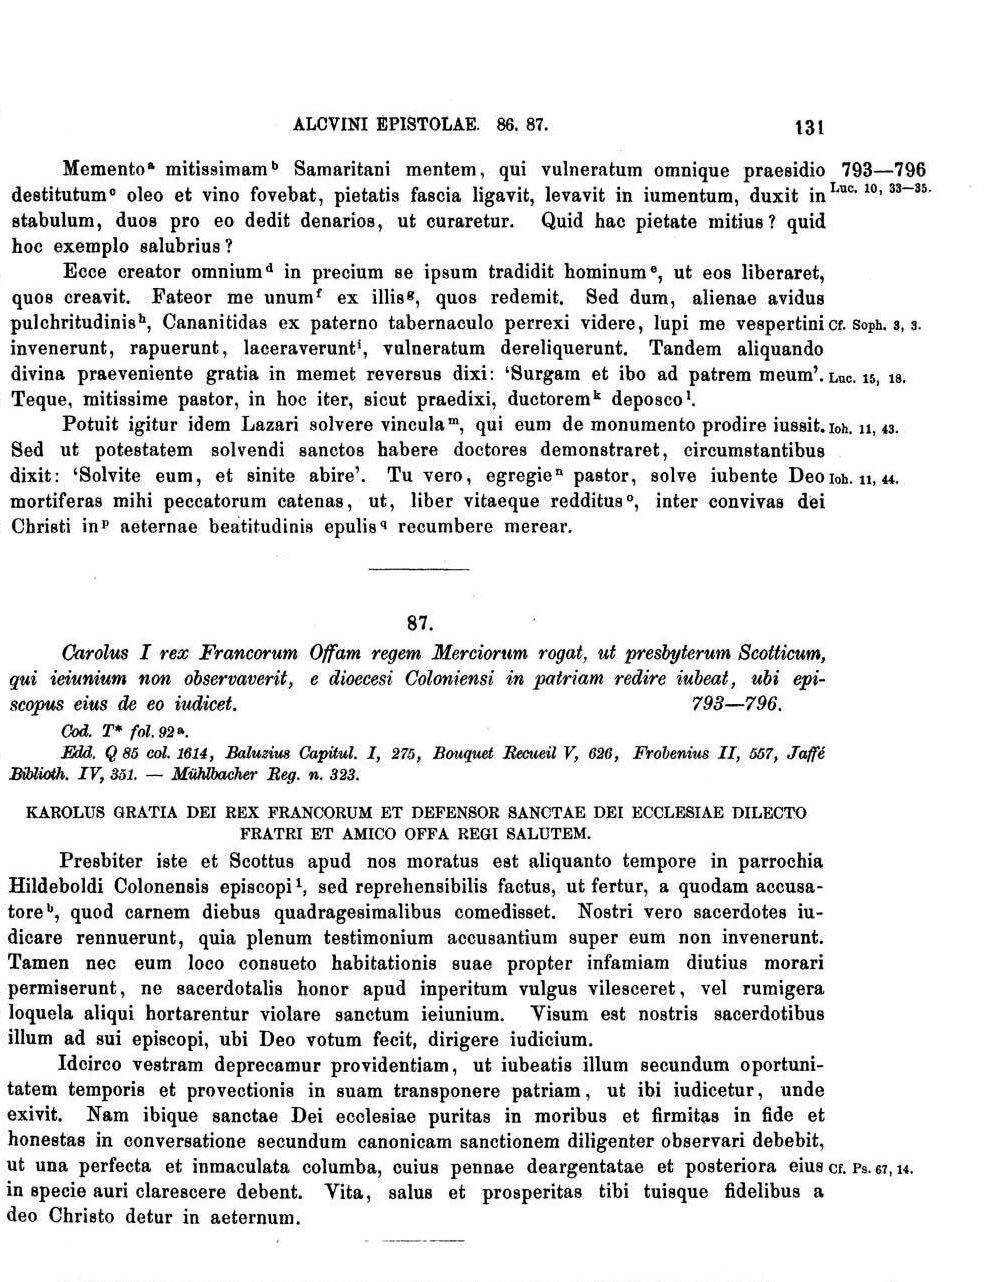 ALCVINI EPISTOLAE. 86. 87. 131
Memento ᵃ mitissimam ᵇ Samaritani mentem, qui vulneratum omnique praesidio 793—796
destitutum ᶜ oleo et vino fovebat, pietatis fascia ligavit, levavit in iumentum, duxit in Luc. 10, 33—35.
stabulum, duos pro eo dedit denarios, ut curaretur. Quid hac pietate mitius? quid
hoc exemplo salubrius?
Ecce creator omnium ᵈ in precium se ipsum tradidit hominum ᵉ, ut eos liberaret,
quos creavit. Fateor me unum ᶠ ex illis ᵍ, quos redemit. Sed dum, alienae avidus
pulchritudinis ʰ, Cananitidas ex paterno tabernaculo perrexi videre, lupi me vespertini Cf. Soph. 3, 3.
invenerunt, rapuerunt, laceraverunt ⁱ, vulneratum dereliquerunt. Tandem aliquando
divina praeveniente gratia in memet reversus dixi: ‘Surgam et ibo ad patrem meum’. Luc. 15, 18.
Teque, mitissime pastor, in hoc iter, sicut praedixi, ductorem ᵏ deposco ˡ.
Potuit igitur idem Lazari solvere vincula ᵐ, qui eum de monumento prodire iussit. Ioh. 11, 43.
Sed ut potestatem solvendi sanctos habere doctores demonstraret, circumstantibus
dixit: ‘Solvite eum, et sinite abire’. Tu vero, egregie ⁿ pastor, solve iubente Deo Ioh. 11, 44.
mortiferas mihi peccatorum catenas, ut, liber vitaeque redditus ᵒ, inter convivas dei
Christi in ᵖ aeternae beatitudinis epulis q recumbere merear.
87.
Carolus I rex Francorum Offam regem Merciorum rogat, ut presbyterum Scotticum,
qui ieiunium non observaverit, e dioecesi Coloniensi in patriam redire iubeat, ubi epi-
scopus eius de eo iudicet. 793—796.
Cod. T* fol. 92 ᵃ.
Edd. Q 85 col. 1614, Baluzius Capitul. I, 275, Bouquet Recueil V, 626, Frobenius II, 557, Jaffé
Biblioth. IV, 351. — Mühlbacher Reg. n. 323.
KAROLUS GRATIA DEI REX FRANCORUM ET DEFENSOR SANCTAE DEI ECCLESIAE DILECTO
FRATRI ET AMICO OFFA REGI SALUTEM.
Presbiter iste et Scottus apud nos moratus est aliquanto tempore in parrochia
Hildeboldi Colonensis episcopi ¹, sed reprehensibilis factus, ut fertur, a quodam accusa-
tore ᵇ, quod carnem diebus quadragesimalibus comedisset. Nostri vero sacerdotes iu-
dicare rennuerunt, quia plenum testimonium accusantium super eum non invenerunt.
Tamen nec eum loco consueto habitationis suae propter infamiam diutius morari
permiserunt, ne sacerdotalis honor apud inperitum vulgus vilesceret, vel rumigera
loquela aliqui hortarentur violare sanctum ieiunium. Visum est nostris sacerdotibus
illum ad sui episcopi, ubi Deo votum fecit, dirigere iudicium.
Idcirco vestram deprecamur providentiam, ut iubeatis illum secundum oportuni-
tatem temporis et provectionis in suam transponere patriam, ut ibi iudicetur, unde
exivit. Nam ibique sanctae Dei ecclesiae puritas in moribus et firmitas in fide et
honestas in conversatione secundum canonicam sanctionem diligenter observari debebit,
ut una perfecta et inmaculata columba, cuius pennae deargentatae et posteriora eius Cf. Ps. 67, 14.
in specie auri clarescere debent. Vita, salus et prosperitas tibi tuisque fidelibus a
deo Christo detur in aeternum.